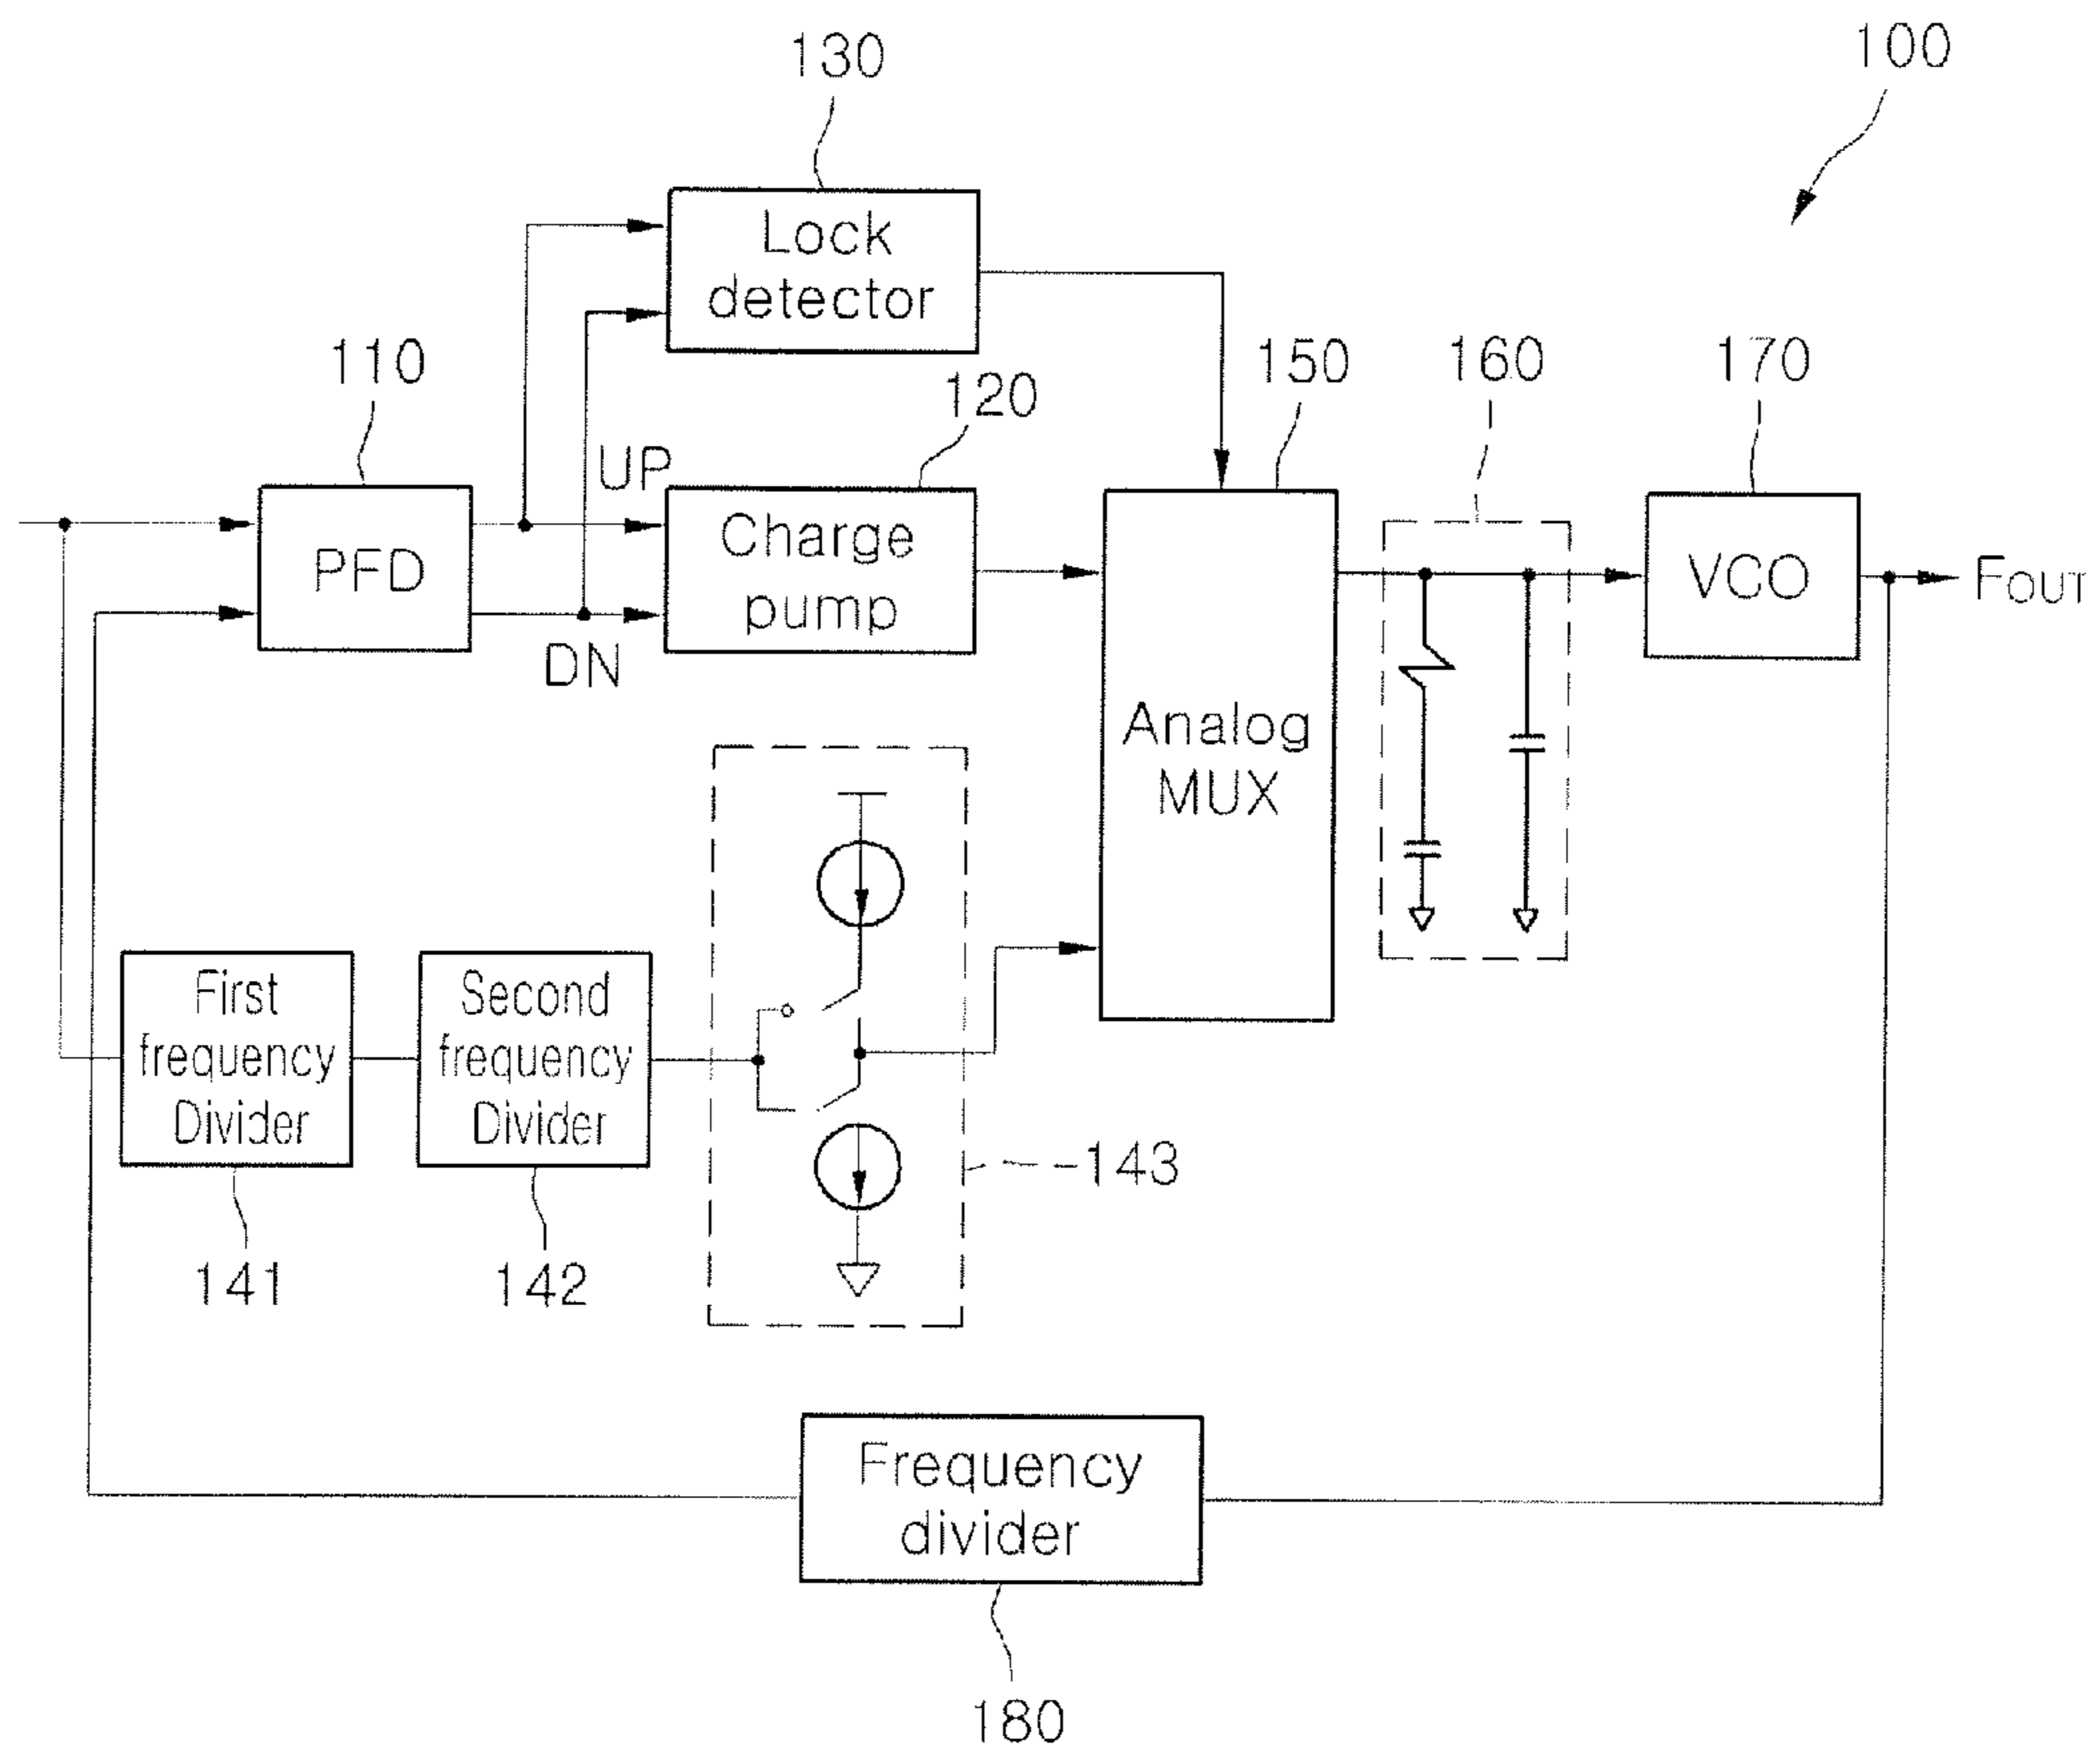 100
130
Lock
detector
110
120
150
160
170
UP
PFD
Charge
pump
VCO
FOUT
DN
Analog
MUX
First
frequency
Divider
Second
frequency
Divider
143
141
142
Frequency
divider
180